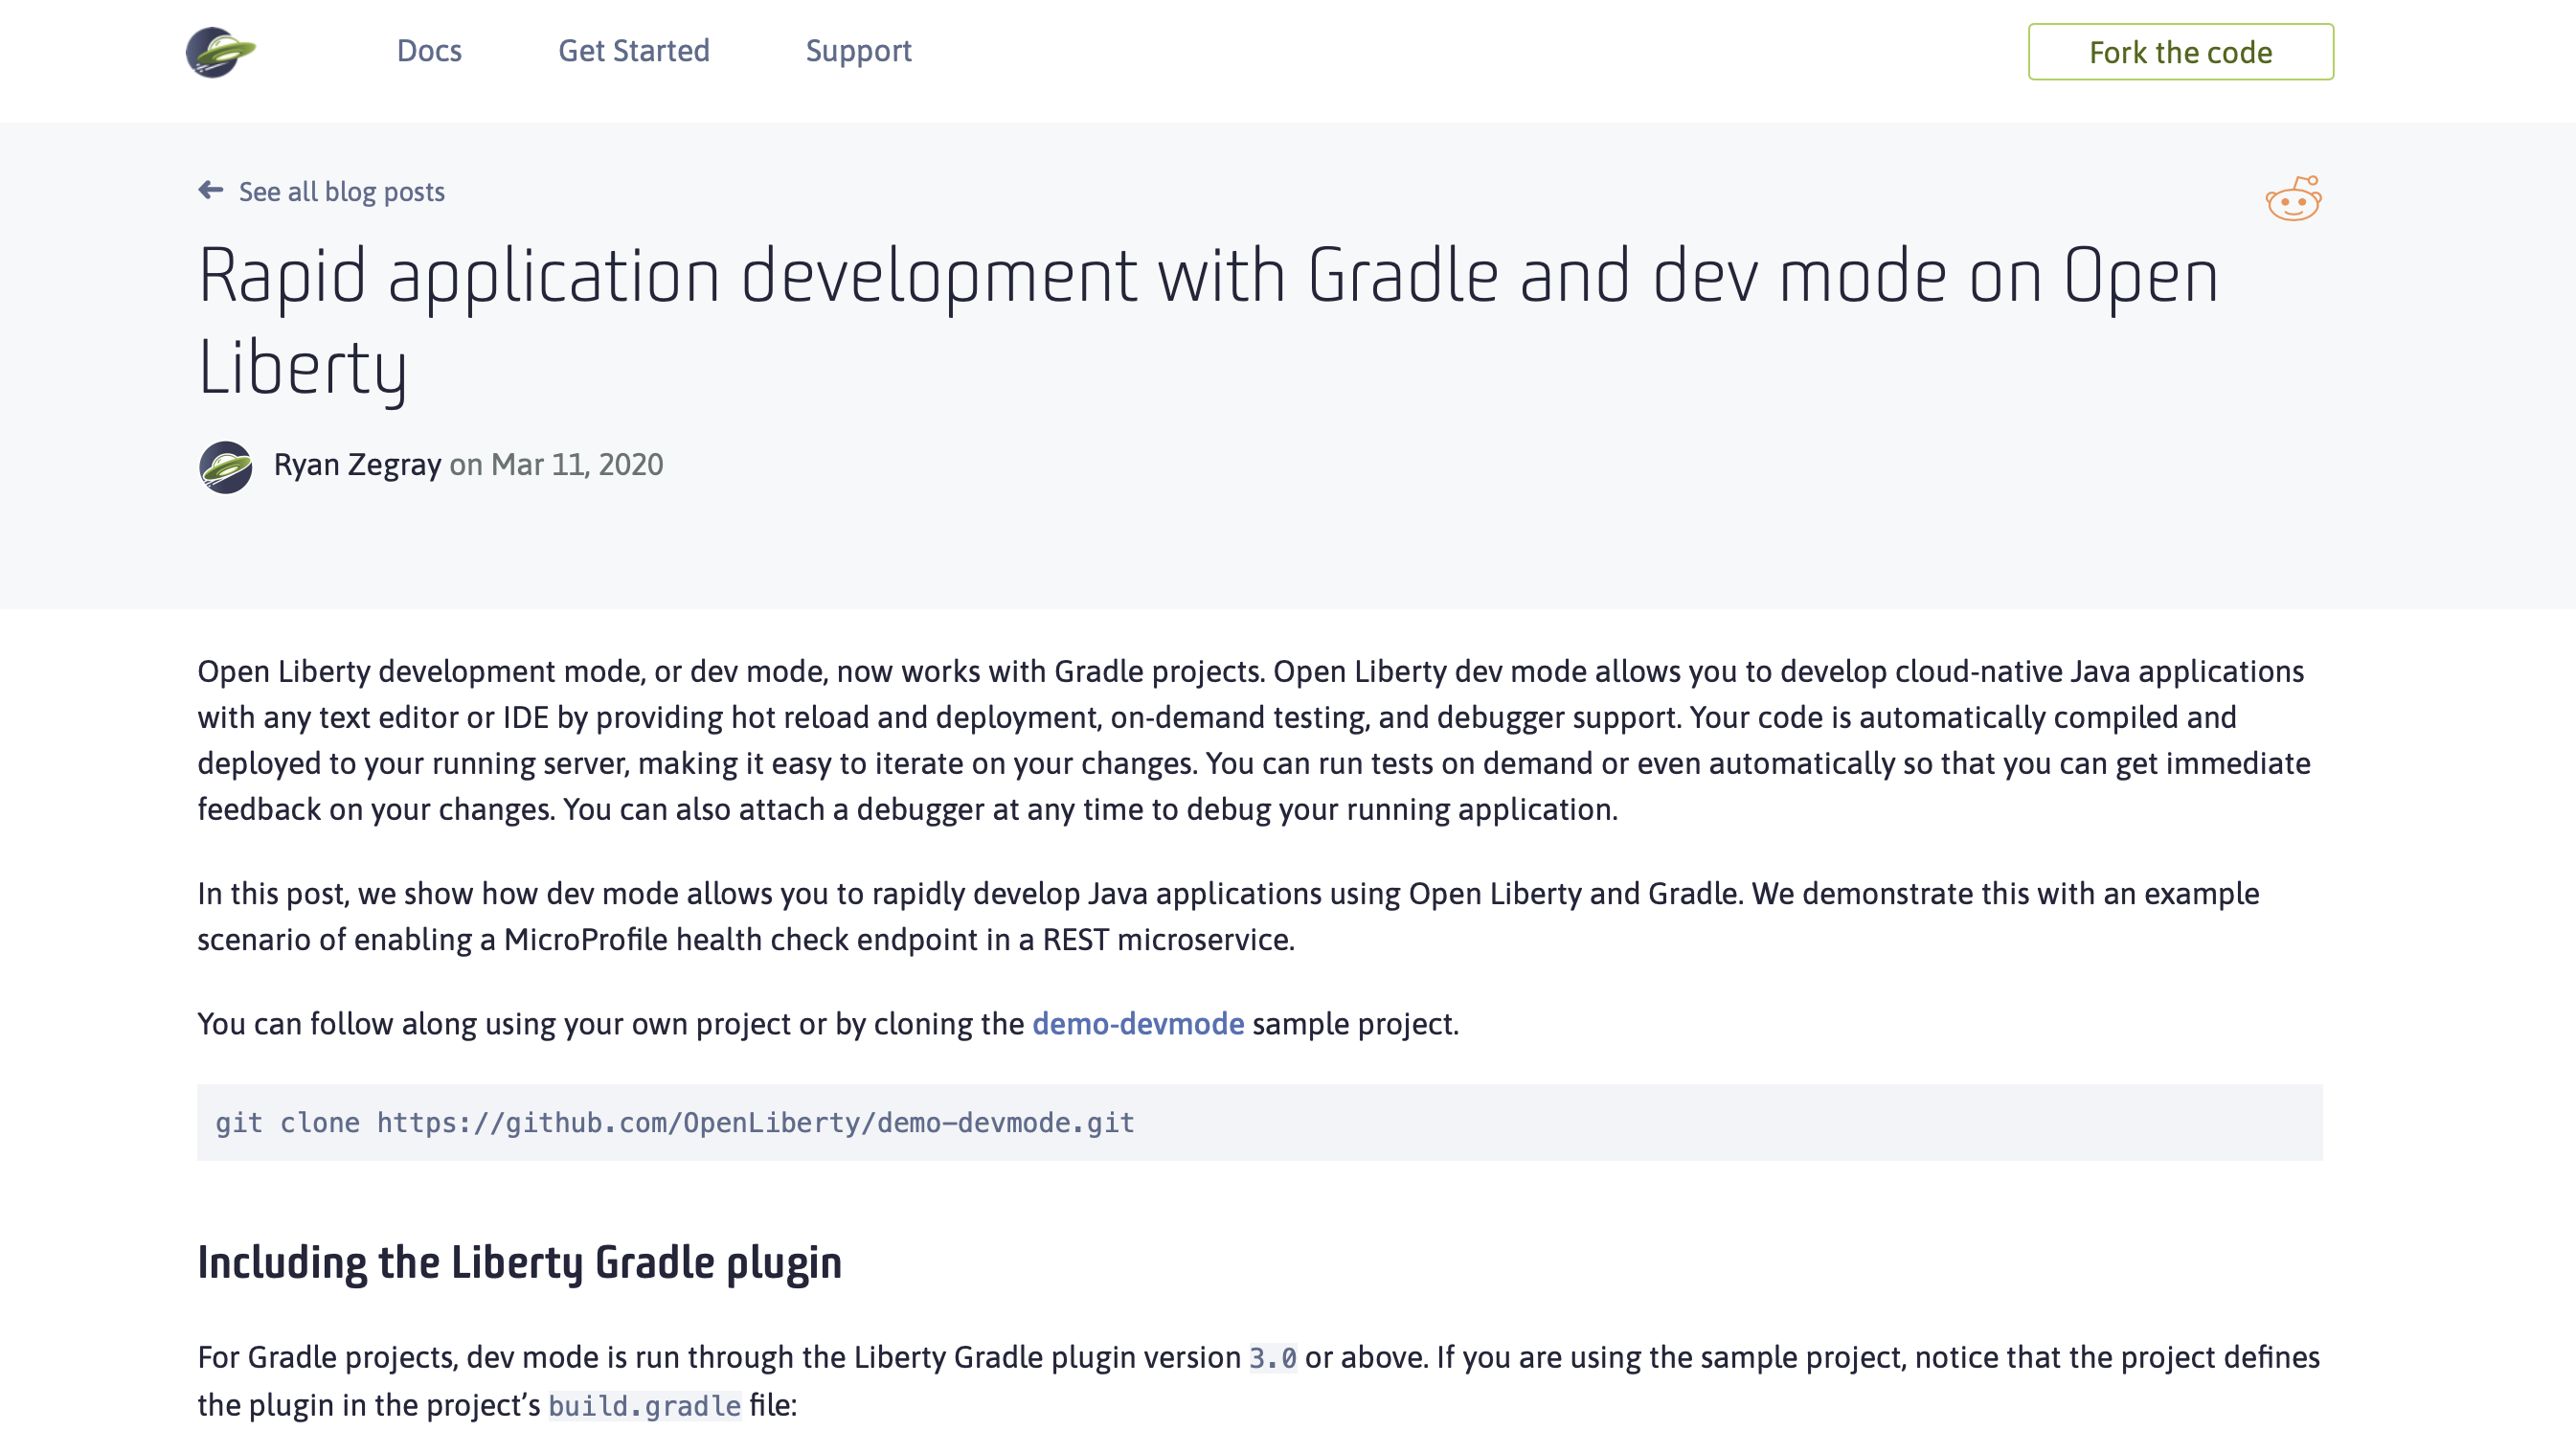 Docs
Get Started
Support
Fork the code
See all blog posts
Rapid application development with Gradle and dev mode on Open
Liberty
Ryan Zegray on Mar 11, 2020
Open Liberty development mode, or dev mode, now works with Gradle projects. Open Liberty dev mode allows you to develop cloud-native Java applications
with any text editor or IDE by providing hot reload and deployment, on-demand testing, and debugger support. Your code is automatically compiled and
deployed to your running server, making it easy to iterate on your changes. You can run tests on demand or even automatically so that you can get immediate
feedback on your changes. You can also attach a debugger at any time to debug your running application.
In this post, we show how dev mode allows you to rapidly develop Java applications using Open Liberty and Gradle. We demonstrate this with an example
scenario of enabling a MicroProfile health check endpoint in a REST microservice.
You can follow along using your own project or by cloning the demo-devmode sample project.
git clone https://github.com/OpenLiberty/demo-devmode.git
Including the Liberty Gradle plugin
For Gradle projects, dev mode is run through the Liberty Gradle plugin version 3.0 or above. If you are using the sample project, notice that the project defines
the plugin in the project’s build.gradle file: